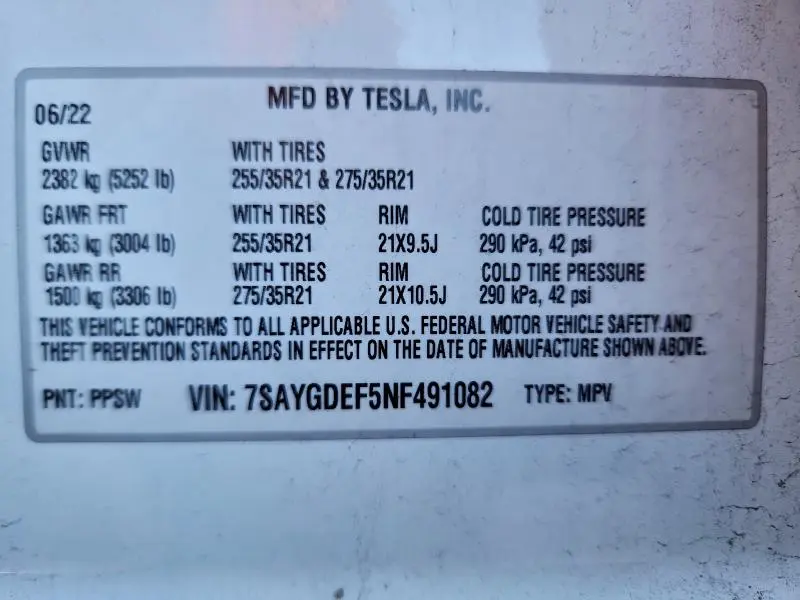 06/22 MFD BY TESLA, INC.
GVWR WITH TIRES
2382 kg (5252 lb) 255/35R21 & 275/35R21
GAWR FRT WITH TIRES RIM COLD TIRE PRESSURE
1363 kg (3004 lb) 255/35R21 21X9.5J 290 kPa, 42 psi
GAWR RR WITH TIRES RIM COLD TIRE PRESSURE
1500 kg (3306 lb) 275/35R21 21X10.5J 290 kPa, 42 psi
THIS VEHICLE CONFORMS TO ALL APPLICABLE U.S. FEDERAL MOTOR VEHICLE SAFETY AND
THEFT PREVENTION STANDARDS IN EFFECT ON THE DATE OF MANUFACTURE SHOWN ABOVE.
PNT: PPSW VIN: 7SAYGDEF5NF491082 TYPE: MPV